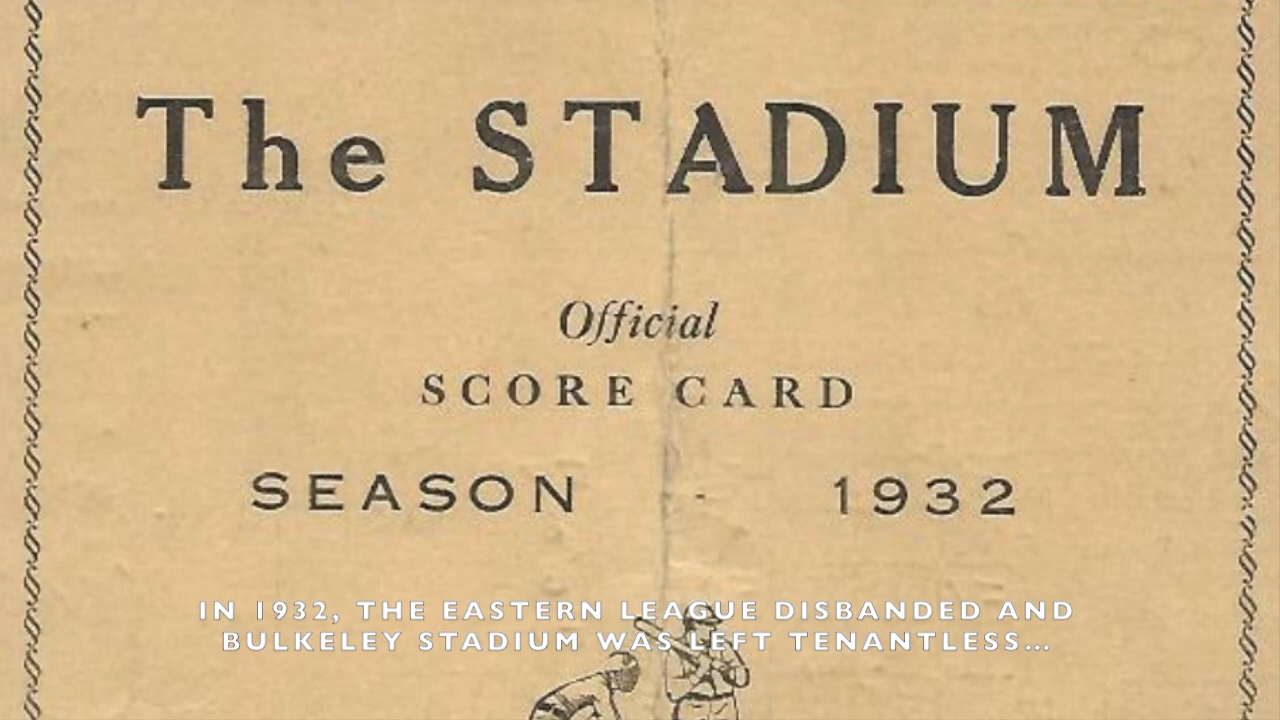 The STADIUM
Official
SCORE CARD
SEASON - 1932
IN 1932, THE EASTERN LEAGUE DISBANDED AND
BULKELEY STADIUM WAS LEFT TENANTLESS...